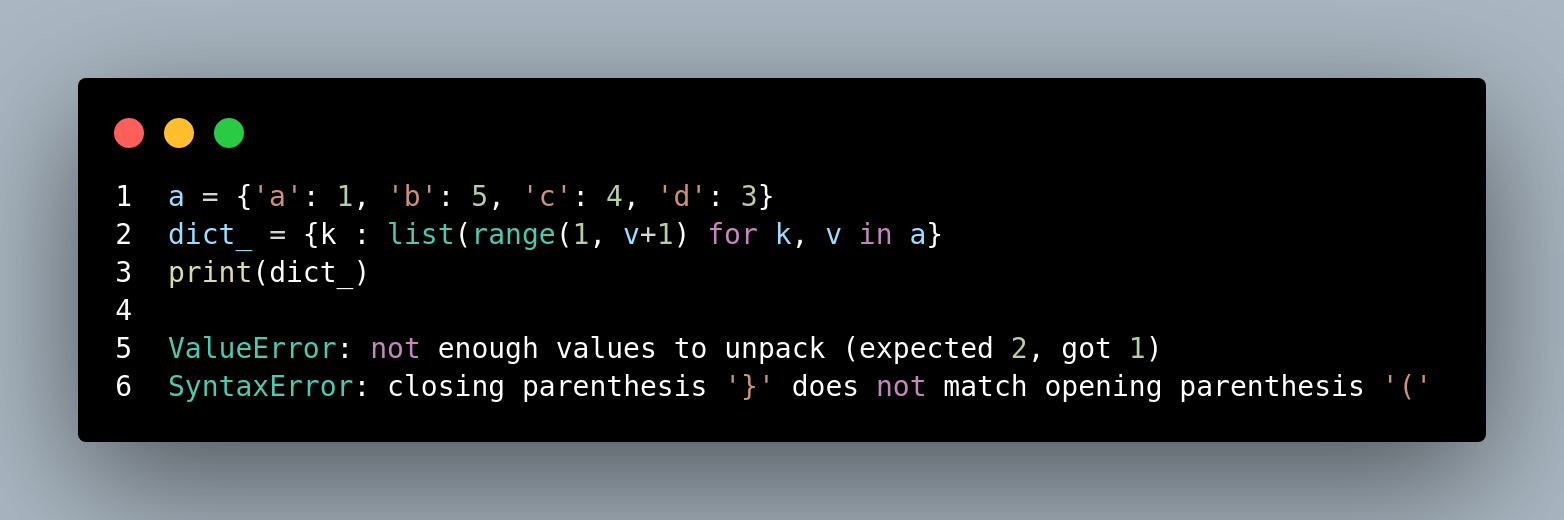 1 a = {'a': 1, 'b': 5, 'c': 4, 'd': 3}
2 dict_ = {k : list(range(1, v+1) for k, v in a}
3 print(dict_)
4
5 ValueError: not enough values to unpack (expected 2, got 1)
6 SyntaxError: closing parenthesis '}' does not match opening parenthesis '('